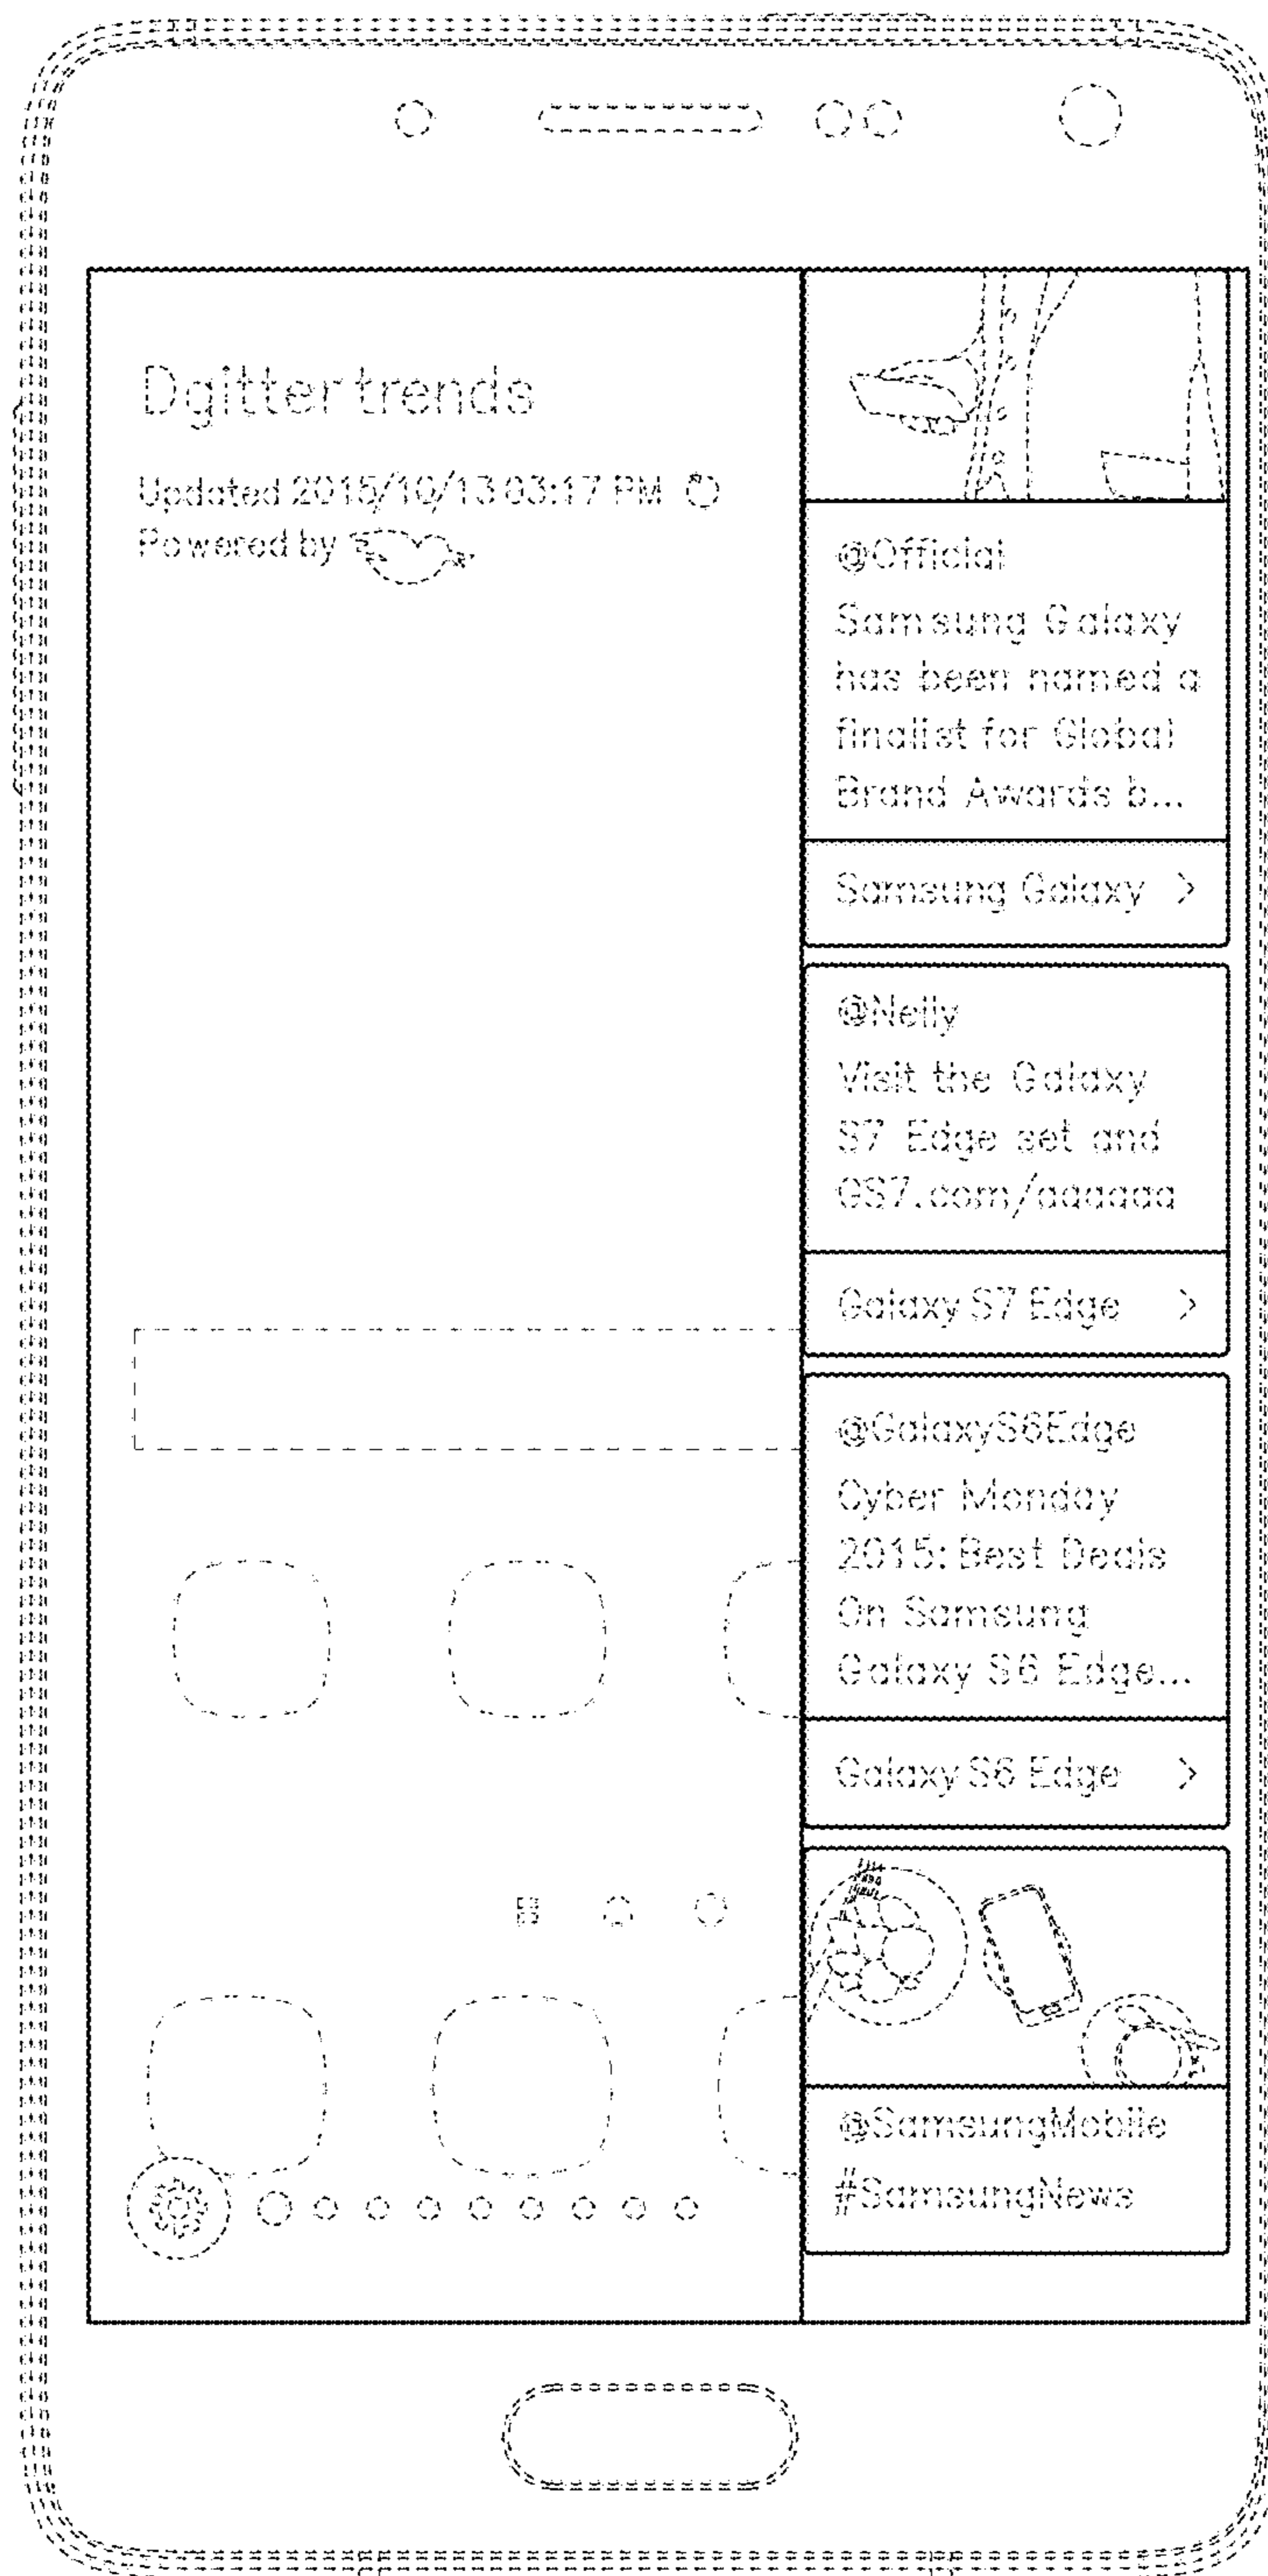 Dgitter trends
Updated 2015/10/13 03:17 PM
Powered by
@Official
Samsung Galaxy
has been named a
finalist for Global
Brand Awards b...
Samsung Galaxy >
@Nelly
Visit the Galaxy
S7 Edge set and
GS7.com/aaaaaa
Galaxy S7 Edge >
@GalaxyS6Edge
Cyber Monday
2015: Best Deals
On Samsung
Galaxy S6 Edge...
Galaxy S6 Edge >
@SamsungMobile
#SamsungNews